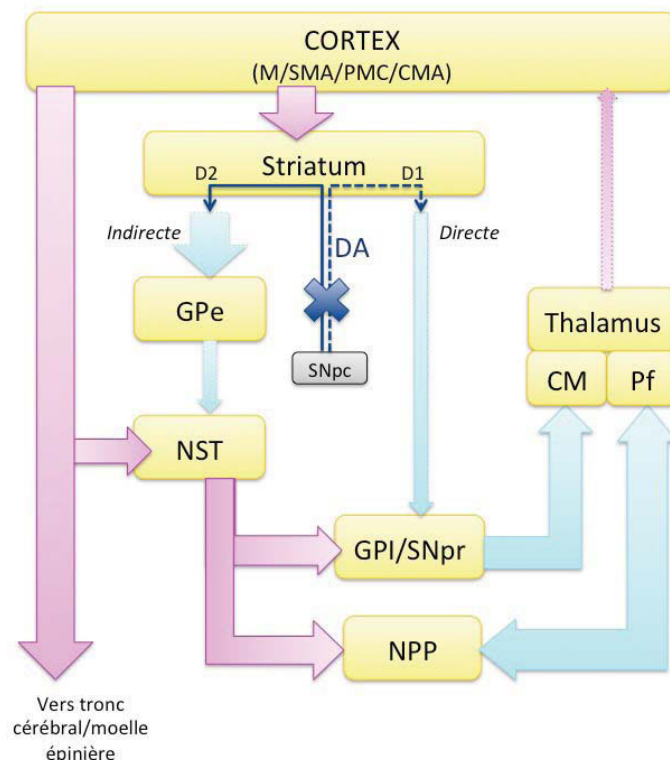 CORTEX
(M/SMA/PMC/CMA)
Striatum
D2
D1
Indirecte
DA
Directe
GPe
SNpc
Thalamus
CM
Pf
NST
GPI/SNpr
NPP
Vers tronc
cérébral/moelle
épinière